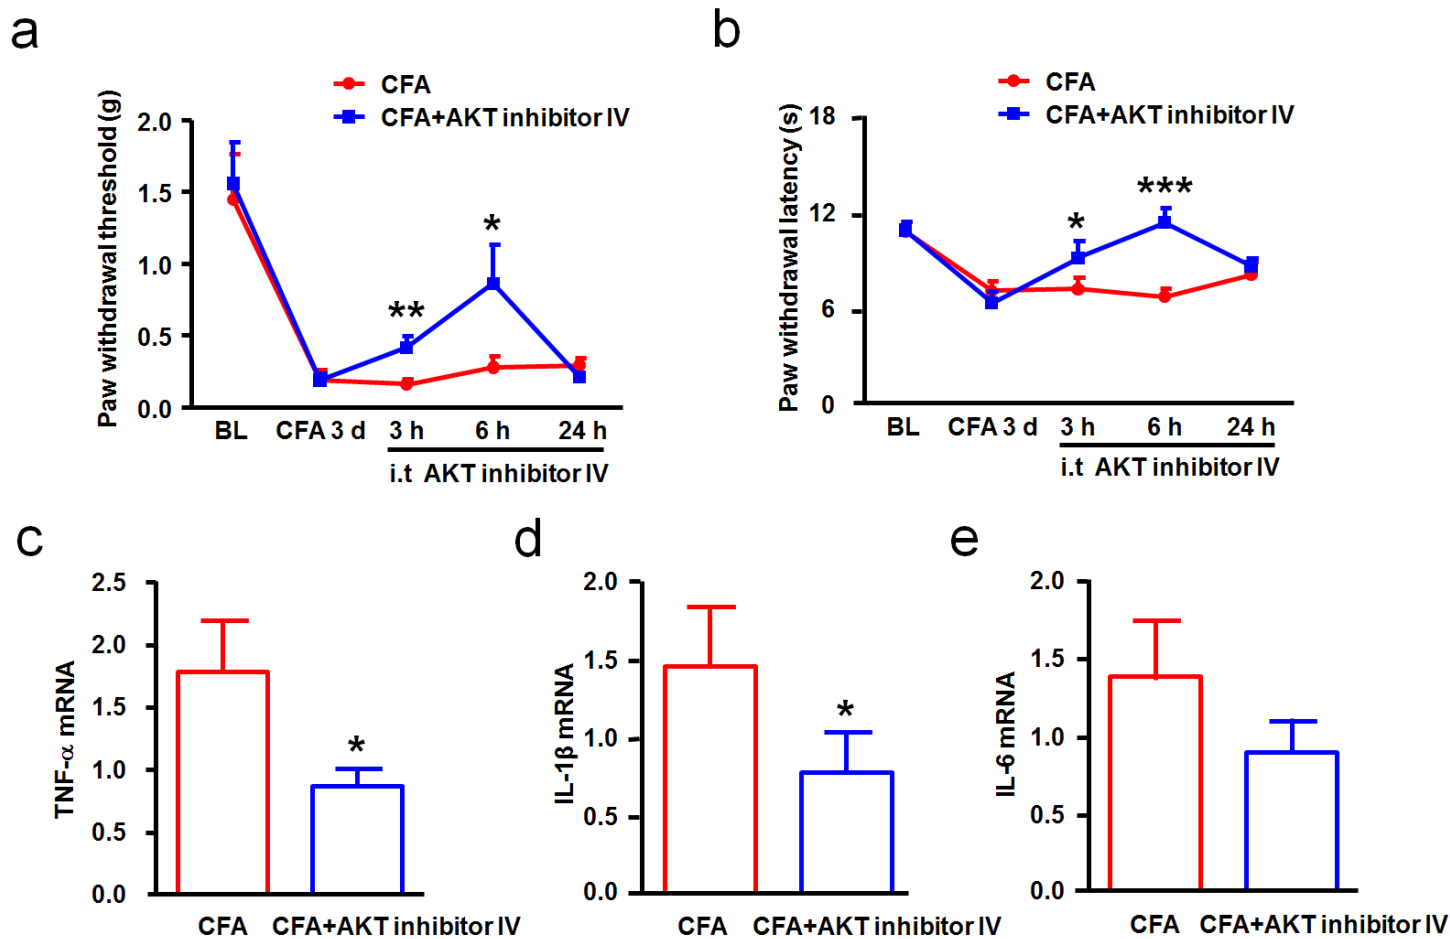 a
CFA
CFA+AKT inhibitor IV
Paw withdrawal threshold (g)
2.0
1.5
1.0
0.5
0.0
**
*
BL CFA 3 d 3 h 6 h 24 h
i.t AKT inhibitor IV
b
CFA
CFA+AKT inhibitor IV
Paw withdrawal latency (s)
18
12
6
0
*
***
BL CFA 3 d 3 h 6 h 24 h
i.t AKT inhibitor IV
c
TNF-α mRNA
2.5
2.0
1.5
1.0
0.5
0.0
*
CFA CFA+AKT inhibitor IV
d
IL-1β mRNA
2.0
1.5
1.0
0.5
0.0
*
CFA CFA+AKT inhibitor IV
e
IL-6 mRNA
2.0
1.5
1.0
0.5
0.0
CFA CFA+AKT inhibitor IV